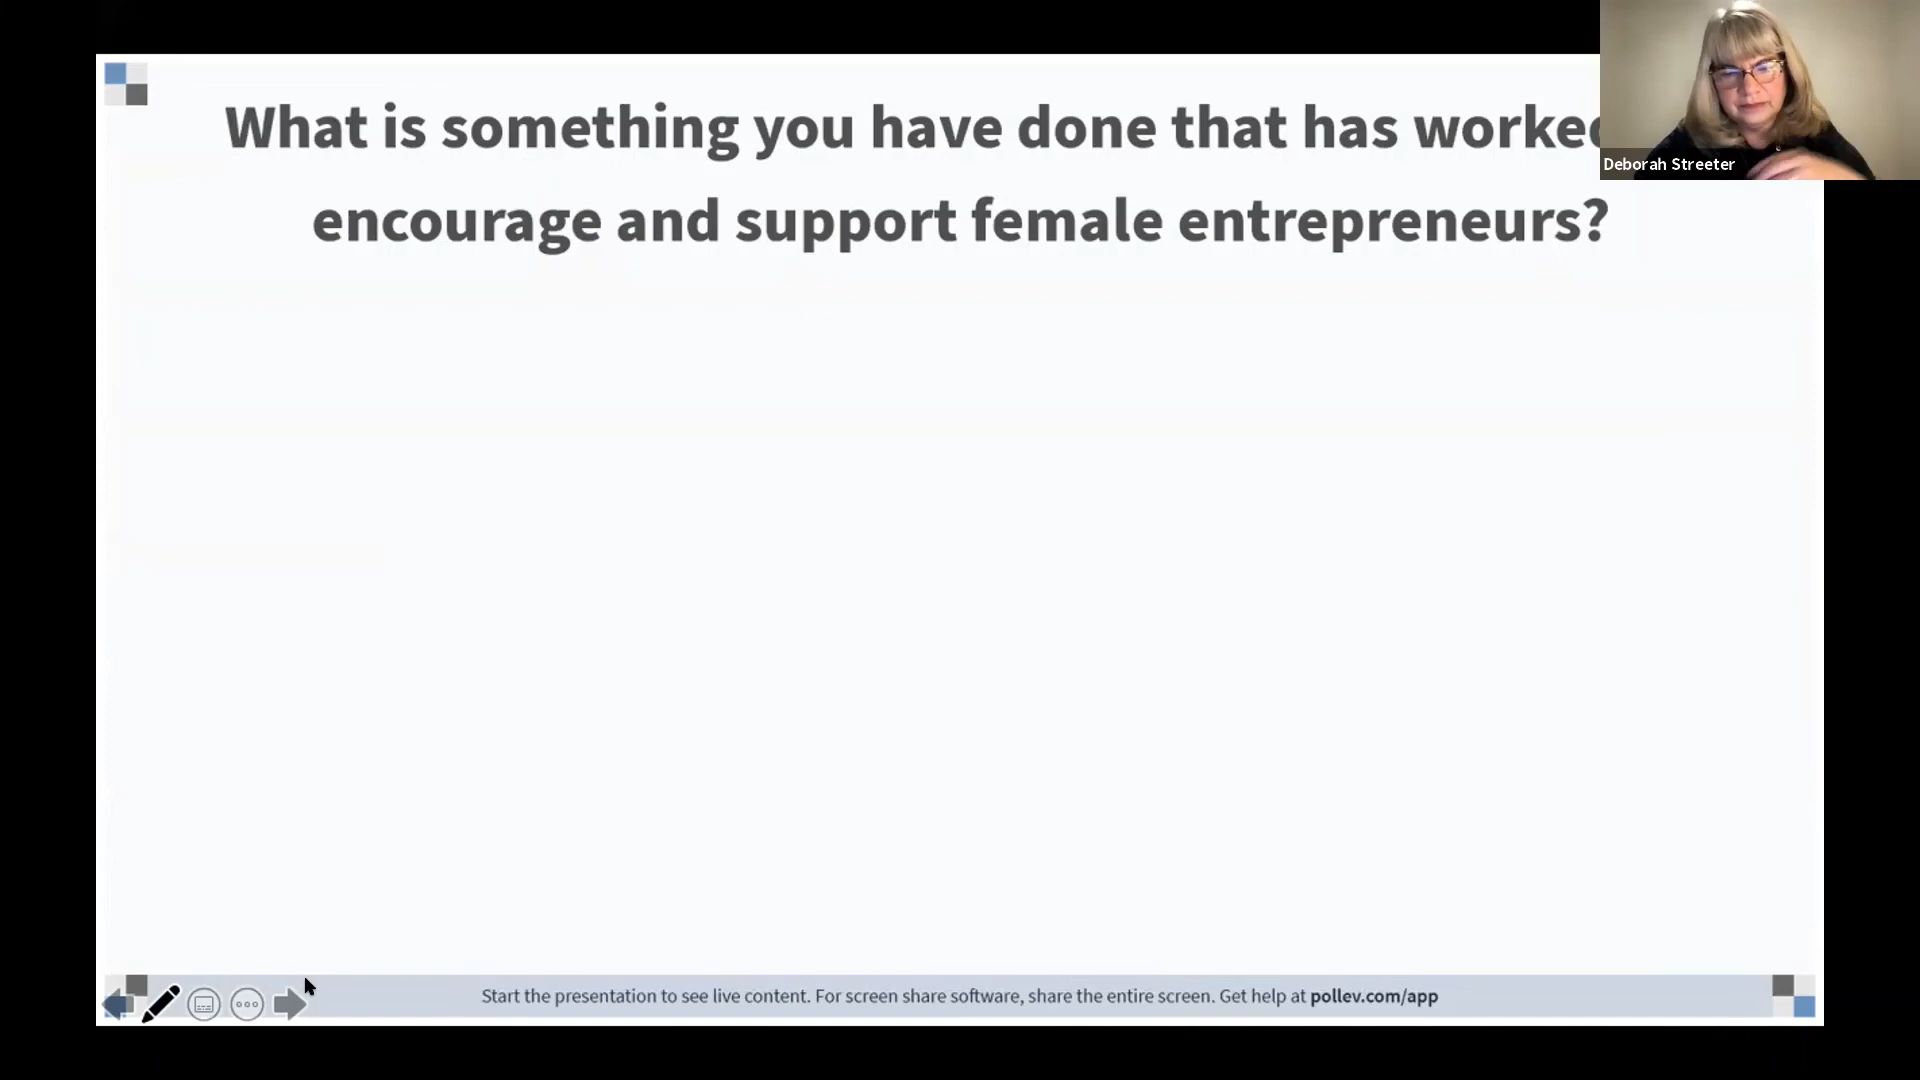 What is something you have done that has worked
encourage and support female entrepreneurs?
Deborah Streeter
Start the presentation to see live content. For screen share software, share the entire screen. Get help at pollev.com/app